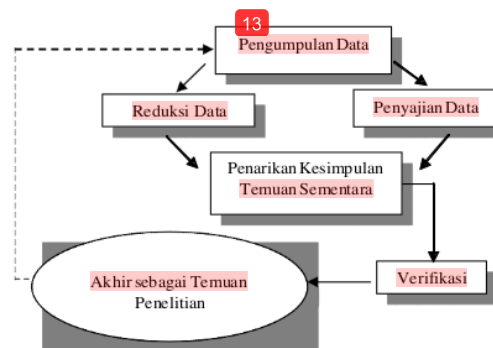 13
Pengumpulan Data
Reduksi Data
Penyajian Data
Penarikan Kesimpulan
Temuan Sementara
Verifikasi
Akhir sebagai Temuan
Penelitian